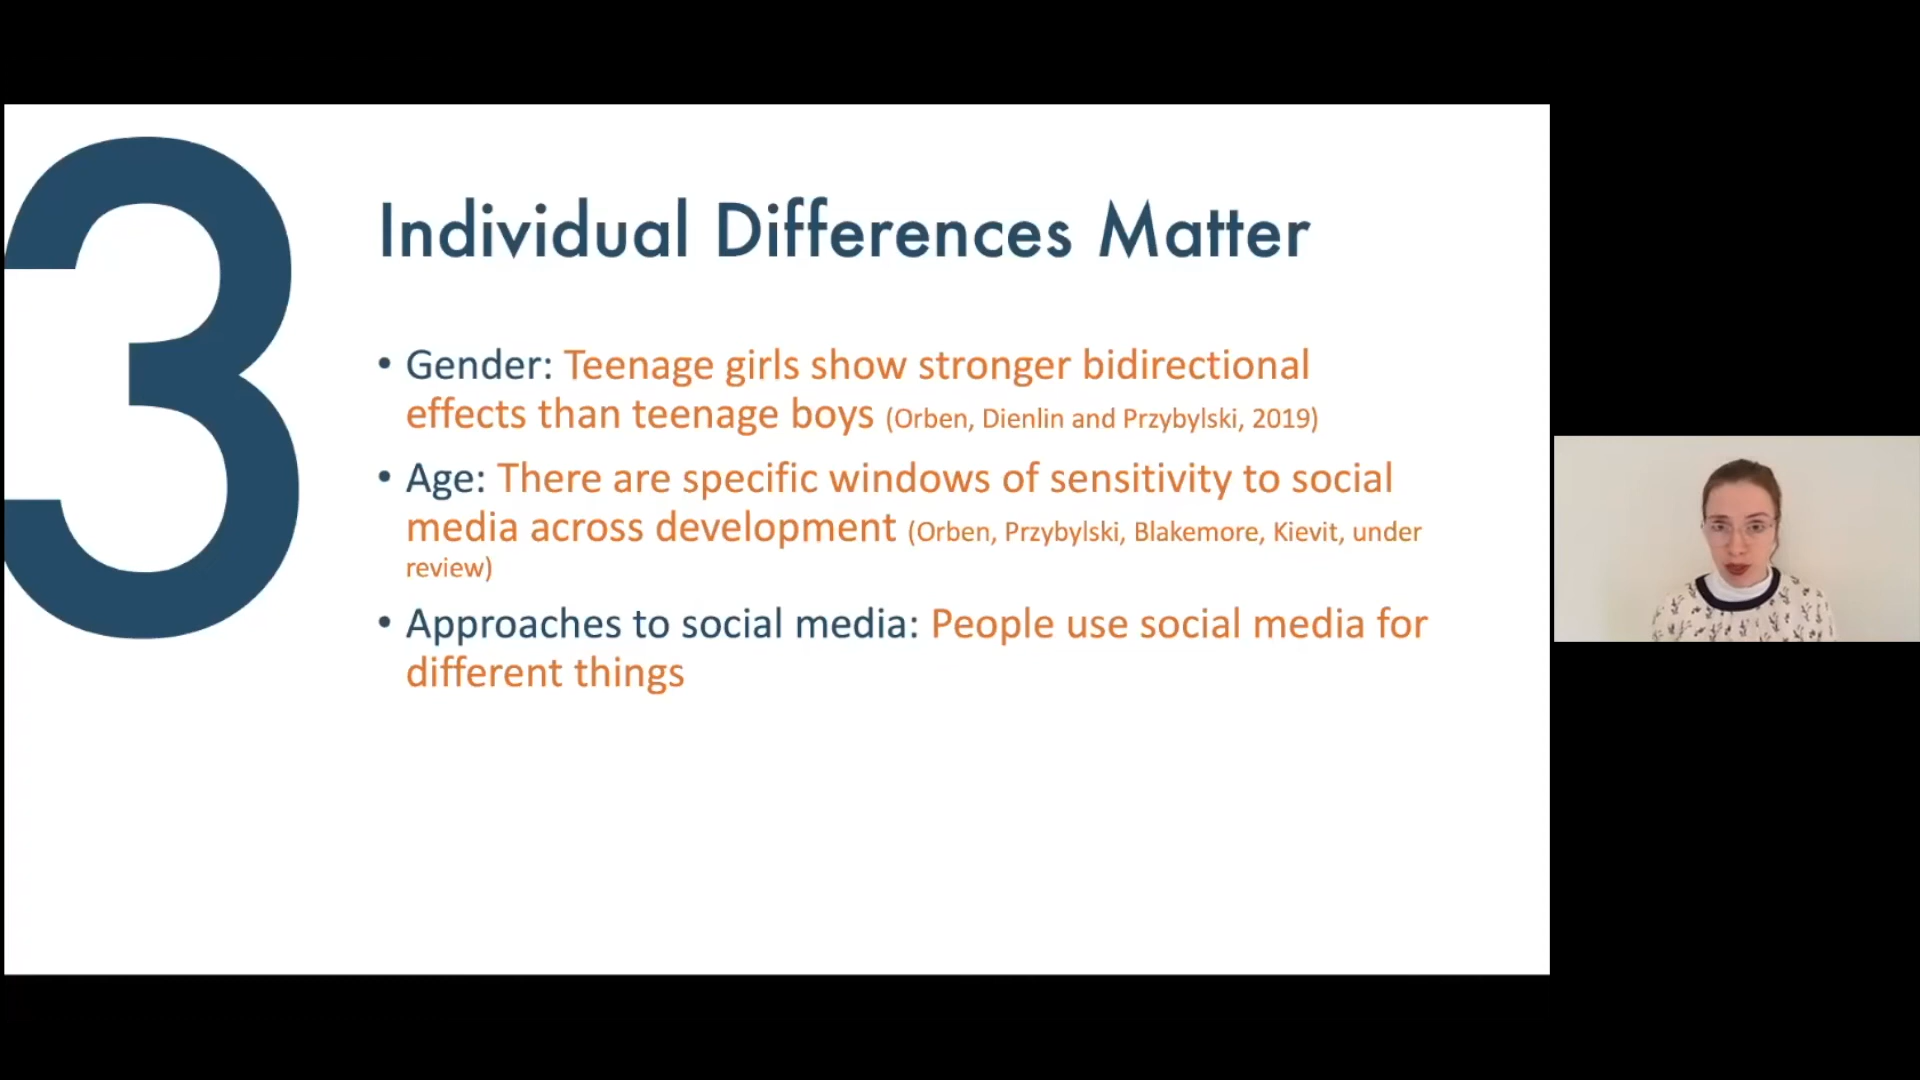 3
Individual Differences Matter
• Gender: Teenage girls show stronger bidirectional
effects than teenage boys (Orben, Dienlin and Przybylski, 2019)
• Age: There are specific windows of sensitivity to social
media across development (Orben, Przybylski, Blakemore, Kievit, under
review)
• Approaches to social media: People use social media for
different things